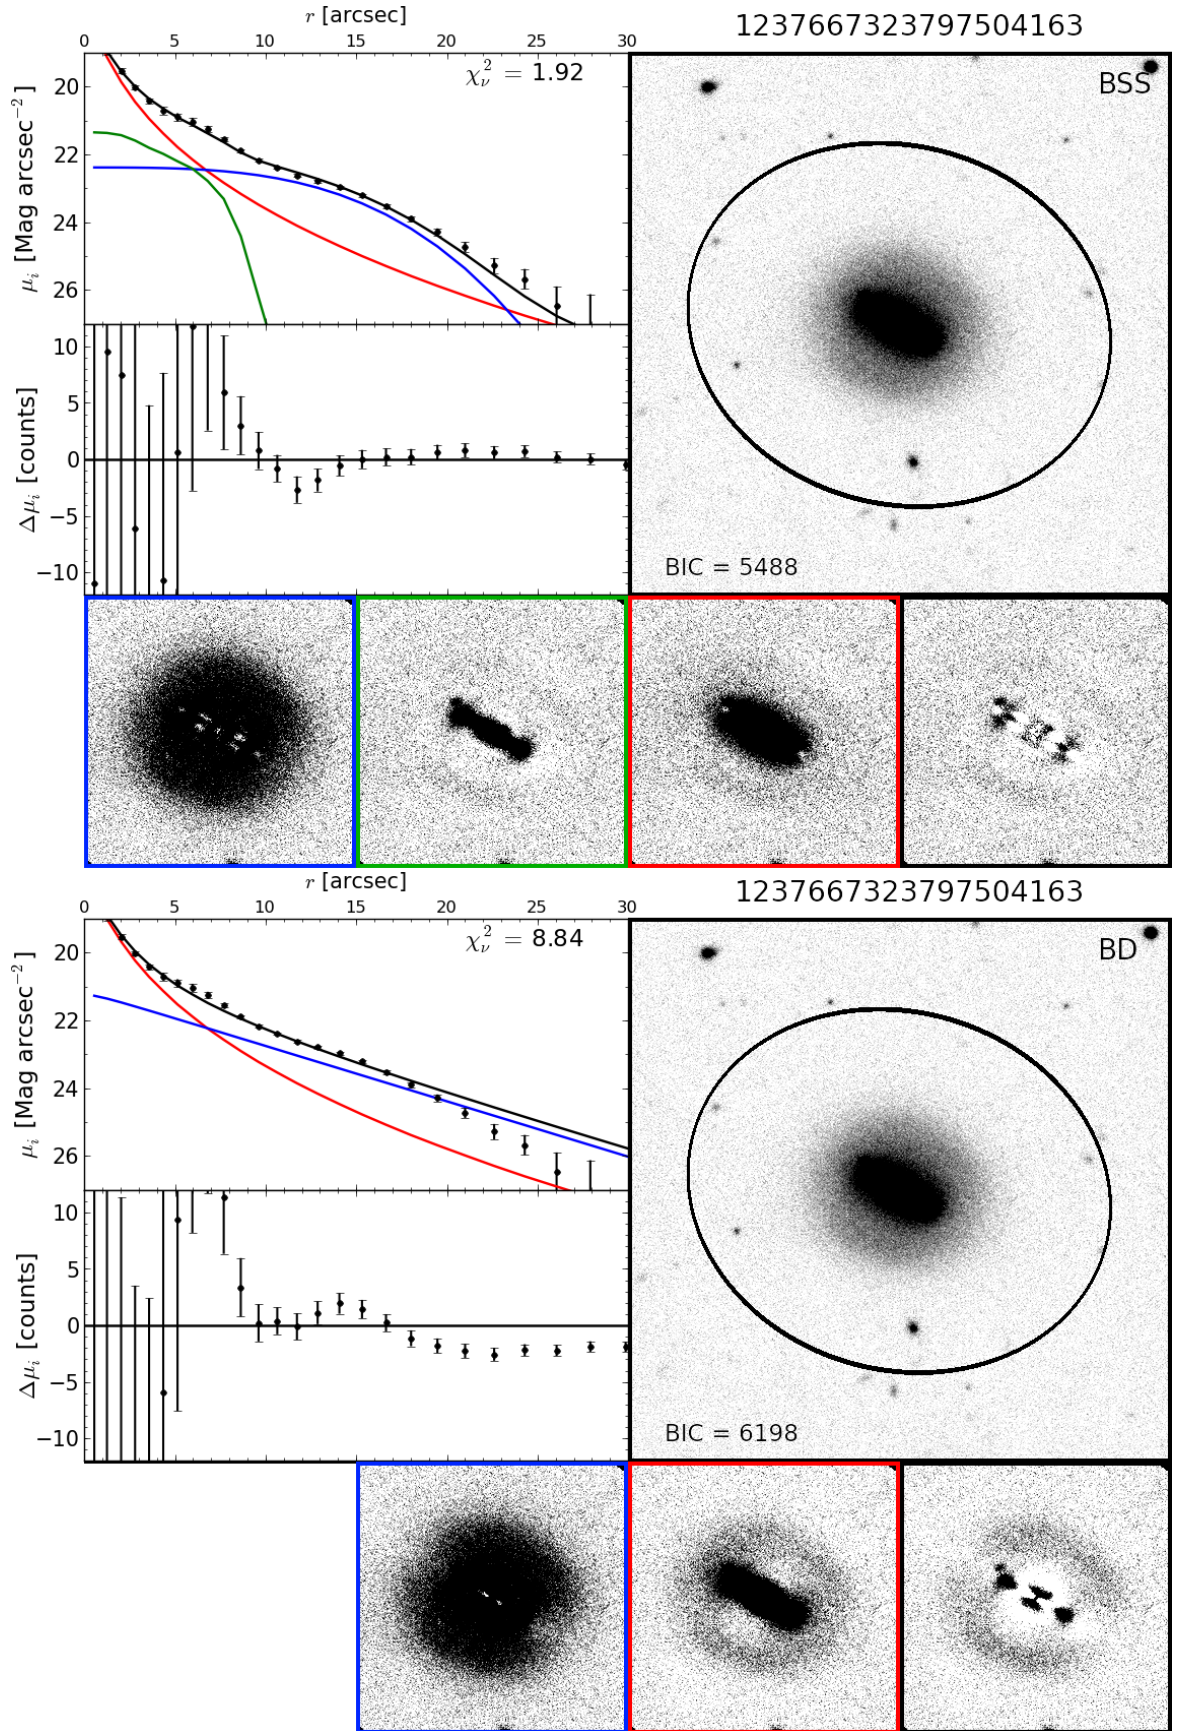 r [arcsec]
0 5 10 15 20 25 30
1237667323797504163
χ²ᵥ = 1.92
BSS
20
22
24
26
μᵢ [Mag arcsec⁻²]
10
5
0
−5
−10
Δμᵢ [counts]
BIC = 5488
r [arcsec]
0 5 10 15 20 25 30
1237667323797504163
χ²ᵥ = 8.84
BD
20
22
24
26
μᵢ [Mag arcsec⁻²]
10
5
0
−5
−10
Δμᵢ [counts]
BIC = 6198